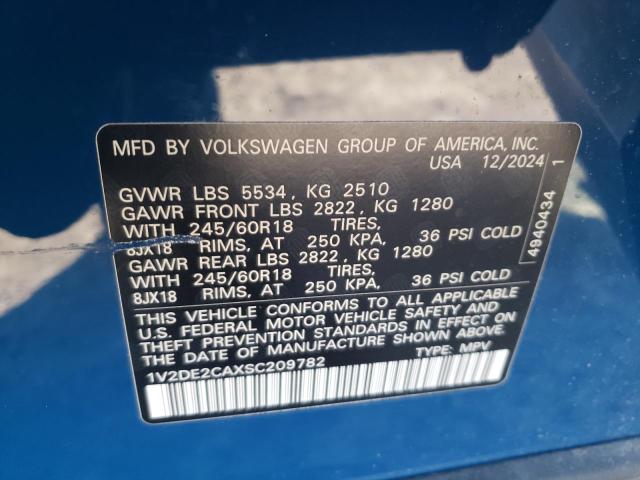 MFD BY VOLKSWAGEN GROUP OF AMERICA, INC.
USA 12/2024
GVWR LBS 5534, KG 2510
GAWR FRONT LBS 2822, KG 1280
WITH 245/60R18 TIRES,
8JX18 RIMS, AT 250 KPA, 36 PSI COLD
GAWR REAR LBS 2822, KG 1280
WITH 245/60R18 TIRES,
8JX18 RIMS, AT 250 KPA, 36 PSI COLD
THIS VEHICLE CONFORMS TO ALL APPLICABLE
U.S. FEDERAL MOTOR VEHICLE SAFETY AND
THEFT PREVENTION STANDARDS IN EFFECT ON
THE DATE OF MANUFACTURE SHOWN ABOVE.
1V2DE2CAXSC209782 TYPE: MPV
4940434 1